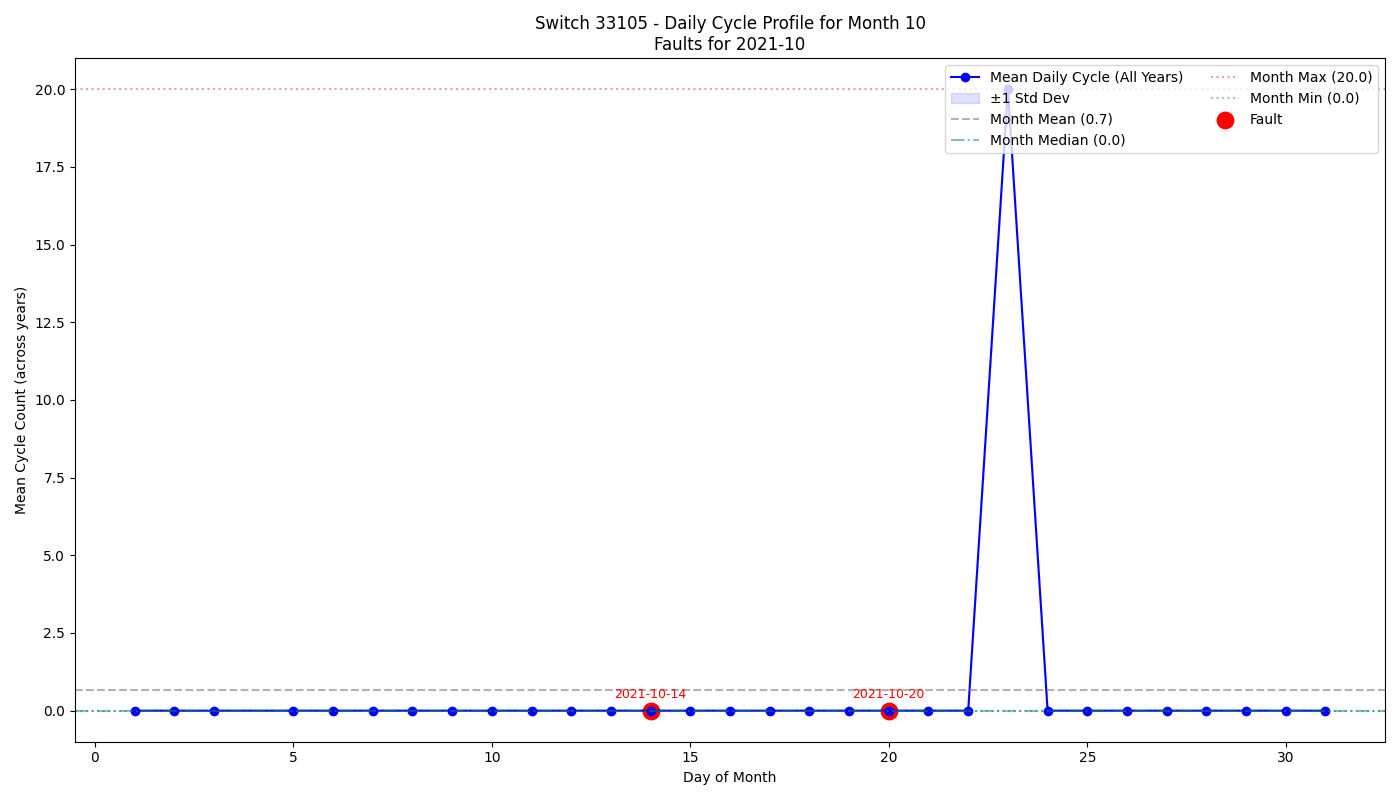 Switch 33105 - Daily Cycle Profile for Month 10
Faults for 2021-10
Mean Daily Cycle (All Years)
±1 Std Dev
Month Mean (0.7)
Month Median (0.0)
Month Max (20.0)
Month Min (0.0)
Fault
Mean Cycle Count (across years)
20.0
17.5
15.0
12.5
10.0
7.5
5.0
2.5
0.0
2021-10-14
2021-10-20
0
5
10
15
20
25
30
Day of Month